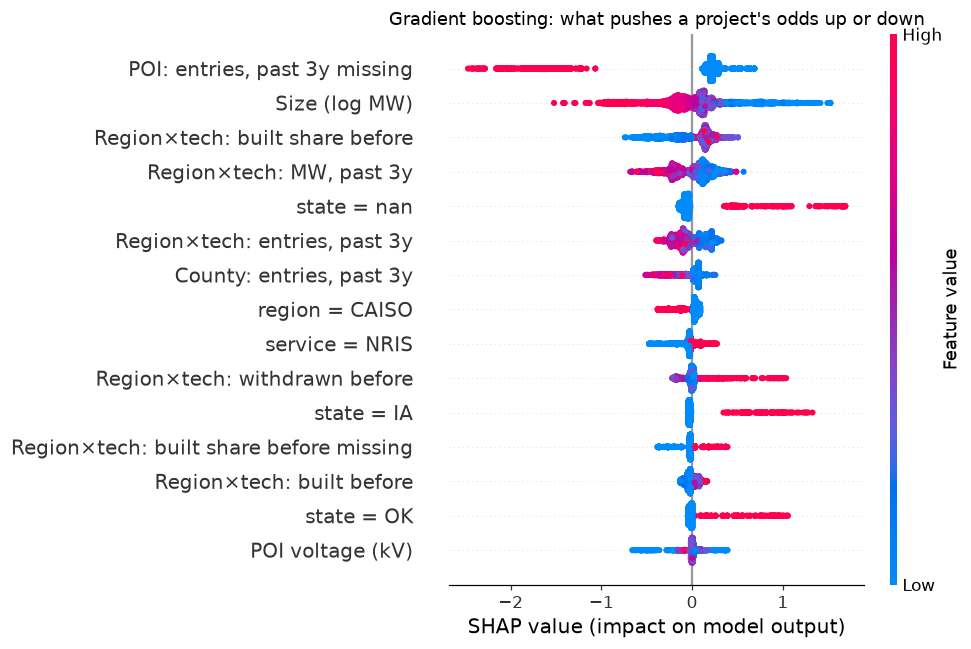 Gradient boosting: what pushes a project's odds up or down
High
POI: entries, past 3y missing
Size (log MW)
Region×tech: built share before
Region×tech: MW, past 3y
state = nan
Region×tech: entries, past 3y
County: entries, past 3y
region = CAISO
service = NRIS
Region×tech: withdrawn before
state = IA
Region×tech: built share before missing
Region×tech: built before
state = OK
POI voltage (kV)
Feature value
Low
−2 −1 0 1
SHAP value (impact on model output)